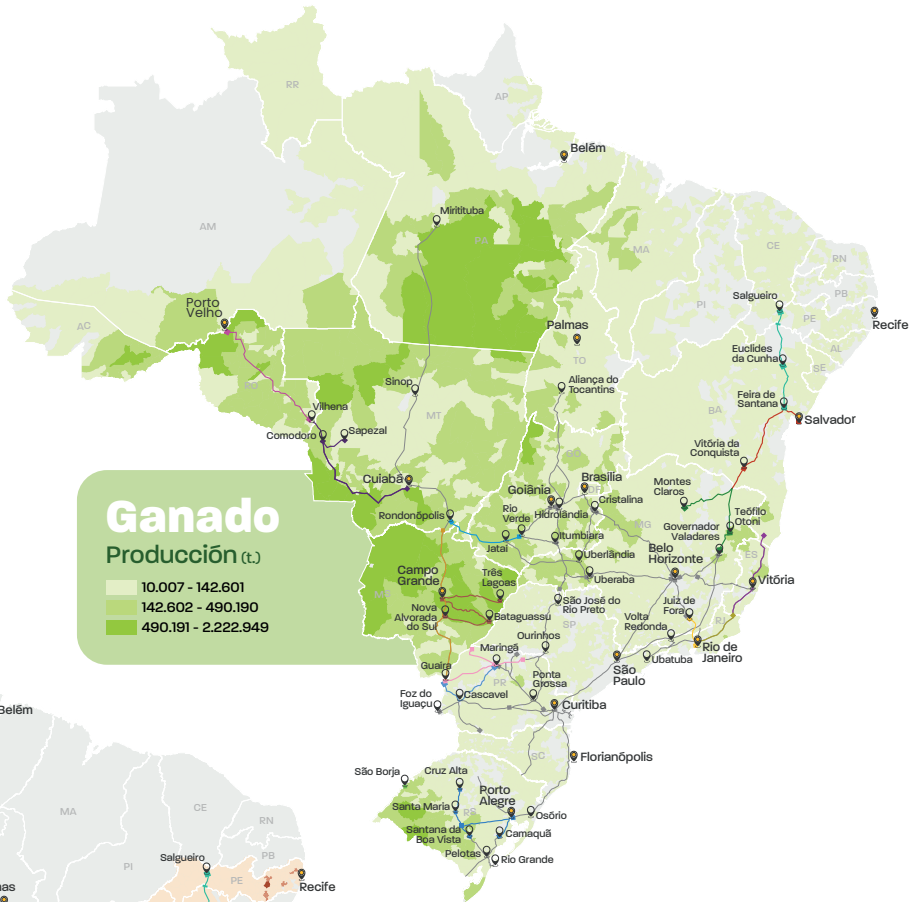 RR
AP
Belém
Miritituba
AM
PA
MA
CE
RN
Salgueiro
PB
PI
Porto
Velho
PE
Recife
AC
Palmas
AL
Euclides
da Cunha
TO
SE
RO
Sinop
Aliança do
Tocantins
Feira de
Santana
MT
BA
Vilhena
Salvador
Comodoro
Sapezal
Vitória da
Conquista
GO
Cuiabá
Brasília
Montes
Claros
Goiânia
DF
Cristalina
Ganado
Rondonópolis
Rio
Verde
Hidrolândia
Teófilo
Otoni
MG
Governador
Valadares
Producción (t.)
Itumbiara
Jataí
Uberlândia
Belo
Horizonte
ES
10.007 - 142.601
Campo
Grande
Três
Lagoas
Uberaba
Vitória
MS
142.602 - 490.190
São José do
Rio Preto
Juiz de
Fora
490.191 - 2.222.949
Nova
Alvorada
do Sul
Bataguassu
Volta
Redonda
RJ
SP
Ourinhos
Maringá
Rio de
Janeiro
São
Paulo
Ubatuba
Guaíra
Ponta
Grossa
PR
Foz do
Iguaçu
Cascavel
Curitiba
Belém
Florianópolis
SC
São Borja
Cruz Alta
Porto
Alegre
MA
CE
Santa Maria
RS
Osório
RN
Santana da
Boa Vista
Camaquã
Pelotas
Rio Grande
Salgueiro
PB
PI
PE
Recife
nas